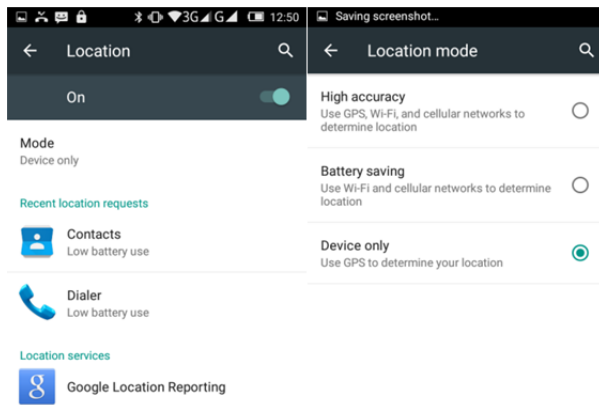 3G G 12:50
Location
On
Mode
Device only
Recent location requests
Contacts
Low battery use
Dialer
Low battery use
Location services
8
Google Location Reporting
Saving screenshot...
Location mode
High accuracy
Use GPS, Wi-Fi, and cellular networks to
determine location
Battery saving
Use Wi-Fi and cellular networks to determine
location
Device only
Use GPS to determine your location